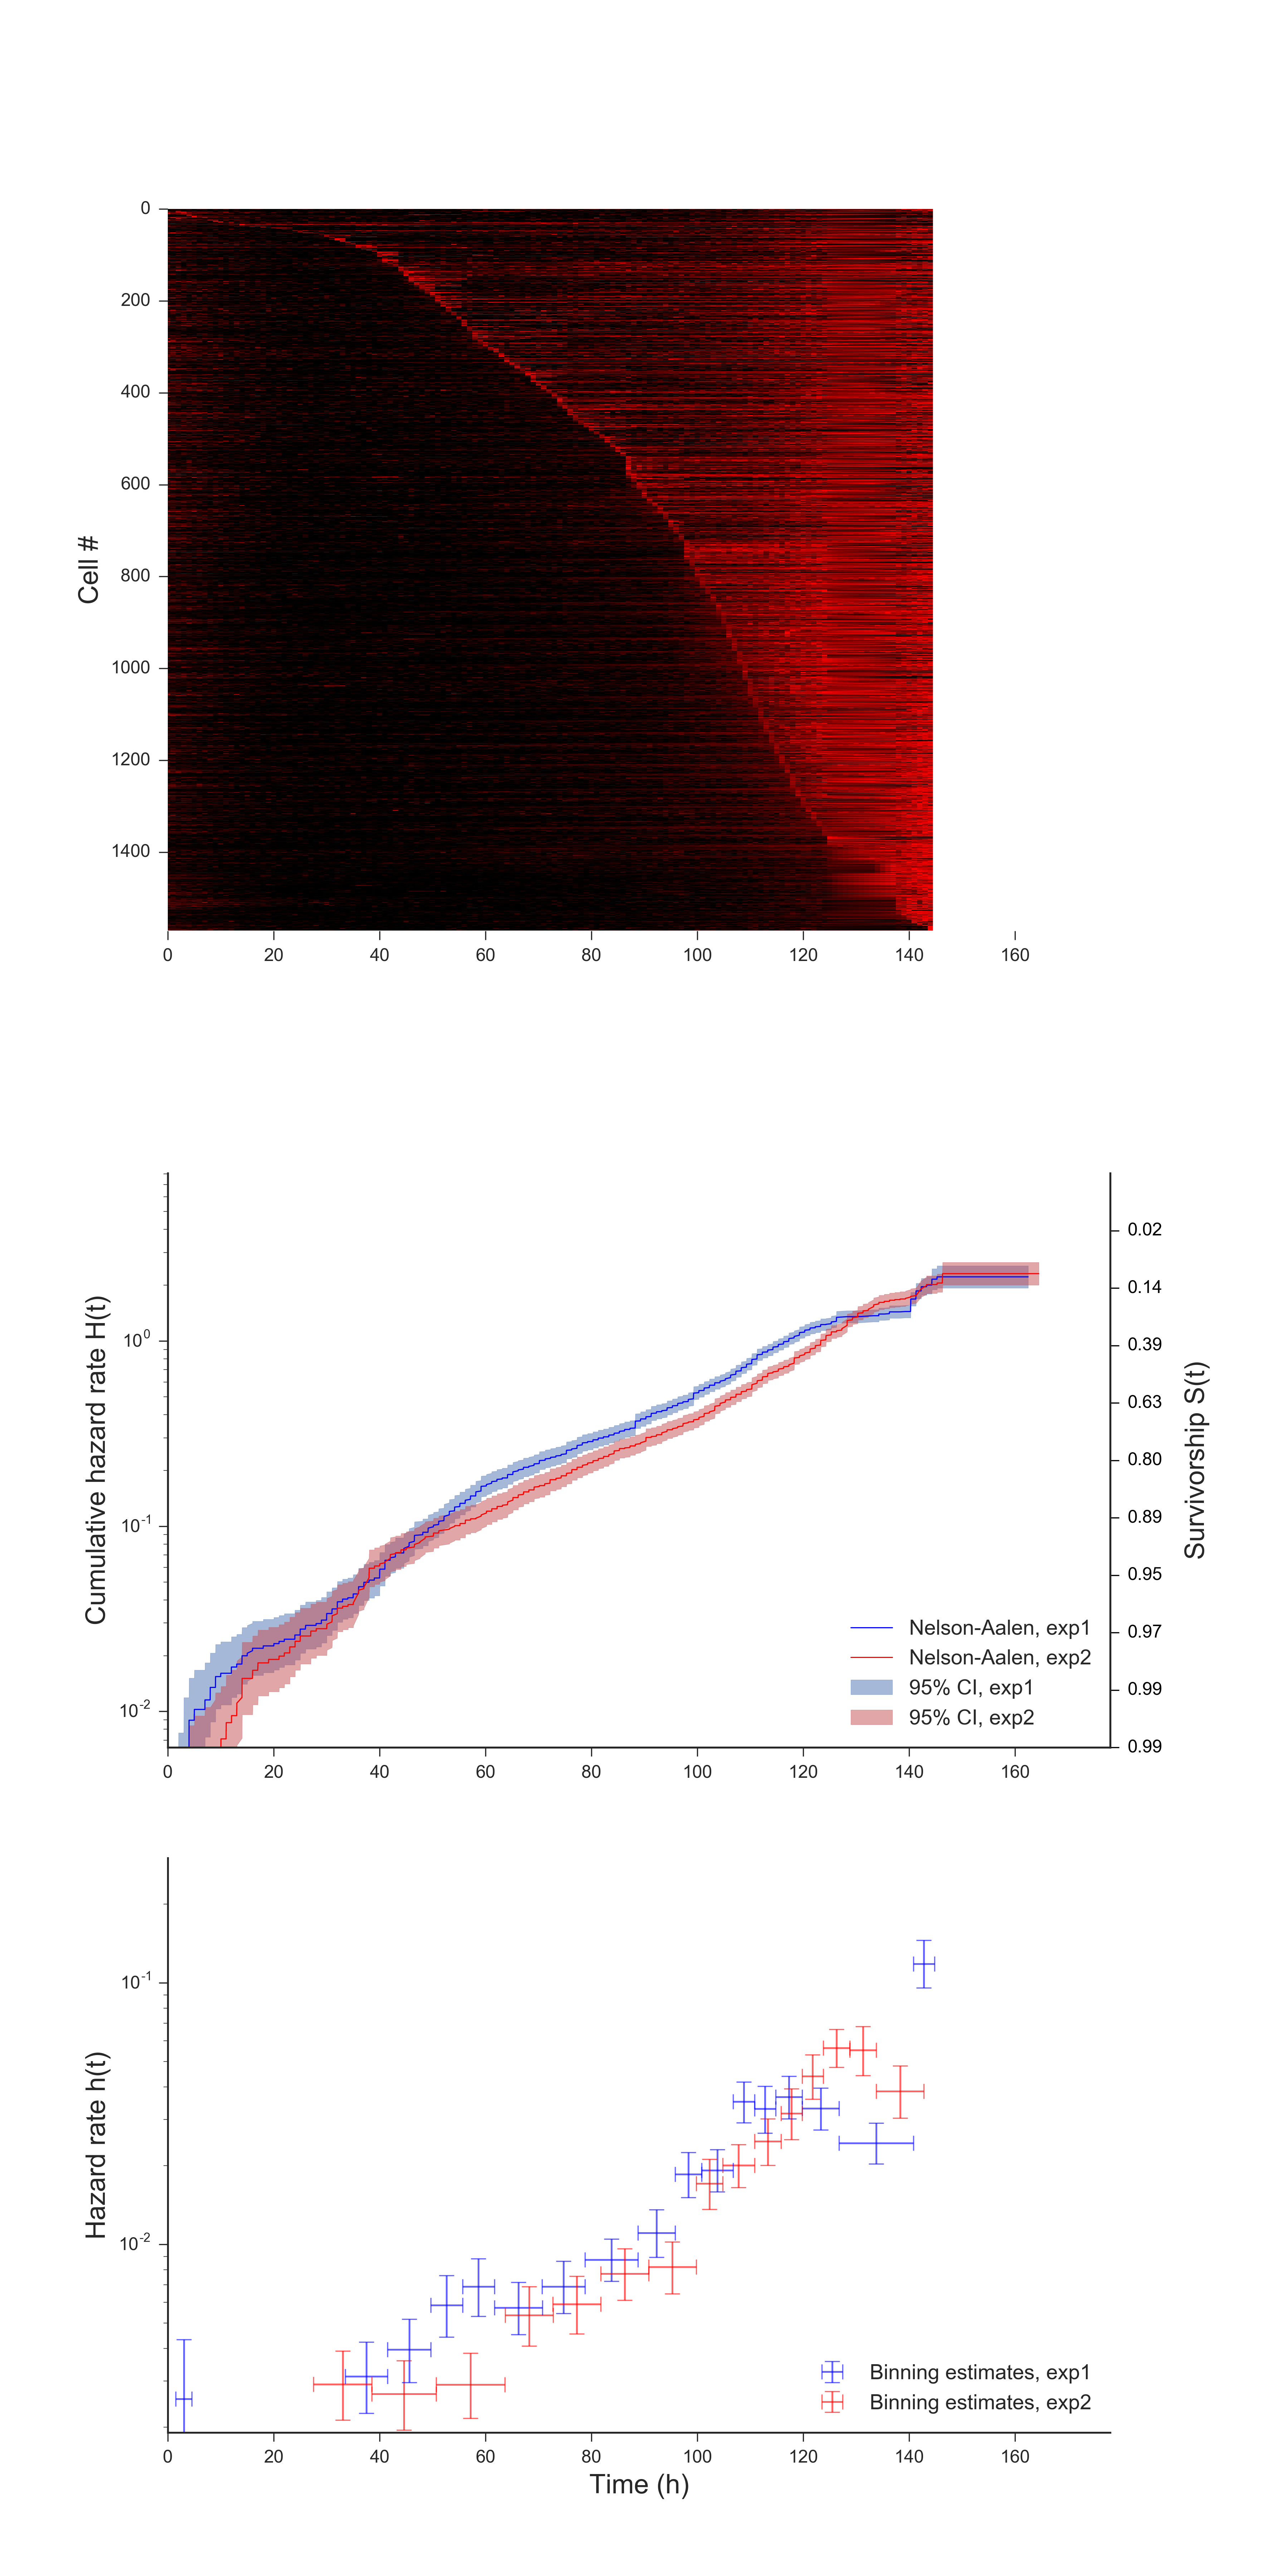 0
200
400
600
800
1000
1200
1400
Cell #
0 20 40 60 80 100 120 140 160
10^0
10^-1
10^-2
Cumulative hazard rate H(t)
0.02
0.14
0.39
0.63
0.80
0.89
0.95
0.97
0.99
0.99
Survivorship S(t)
Nelson-Aalen, exp1
Nelson-Aalen, exp2
95% CI, exp1
95% CI, exp2
0 20 40 60 80 100 120 140 160
10^-1
10^-2
Hazard rate h(t)
Binning estimates, exp1
Binning estimates, exp2
0 20 40 60 80 100 120 140 160
Time (h)